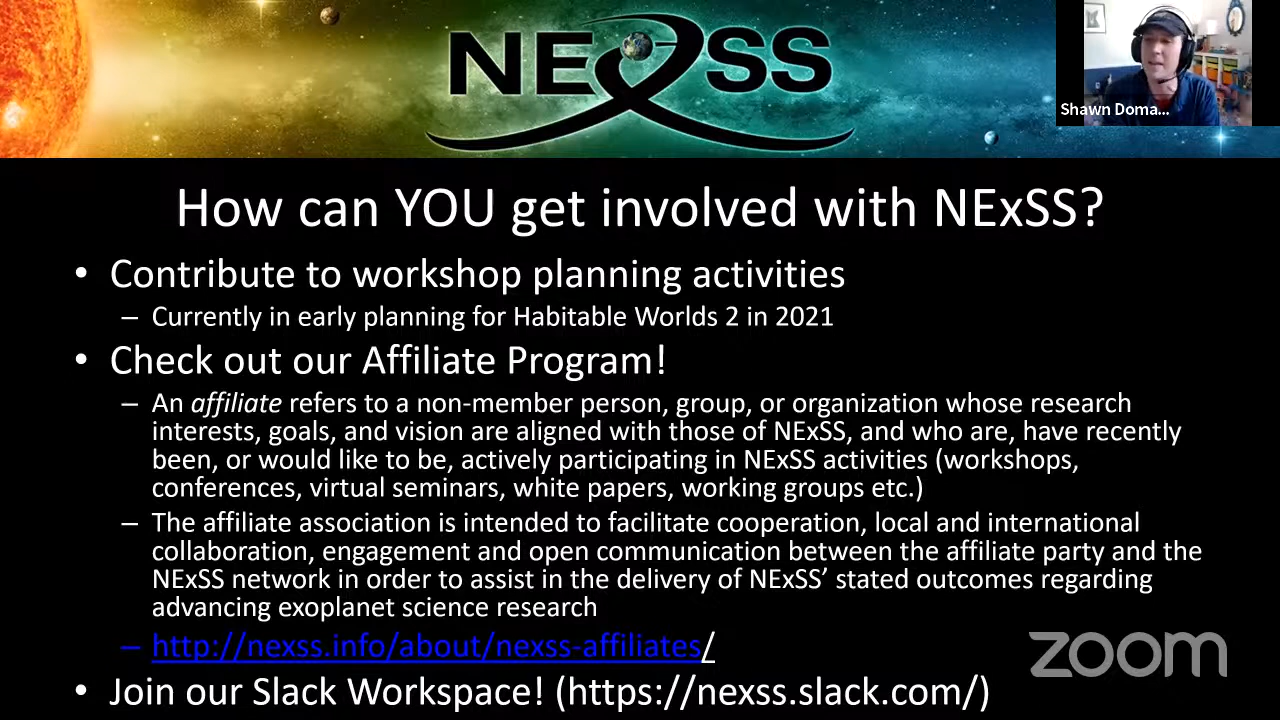 NExSS
Shawn Doma...
How can YOU get involved with NExSS?
• Contribute to workshop planning activities
– Currently in early planning for Habitable Worlds 2 in 2021
• Check out our Affiliate Program!
– An affiliate refers to a non-member person, group, or organization whose research
interests, goals, and vision are aligned with those of NExSS, and who are, have recently
been, or would like to be, actively participating in NExSS activities (workshops,
conferences, virtual seminars, white papers, working groups etc.)
– The affiliate association is intended to facilitate cooperation, local and international
collaboration, engagement and open communication between the affiliate party and the
NExSS network in order to assist in the delivery of NExSS’ stated outcomes regarding
advancing exoplanet science research
– http://nexss.info/about/nexss-affiliates/
zoom
• Join our Slack Workspace! (https://nexss.slack.com/)